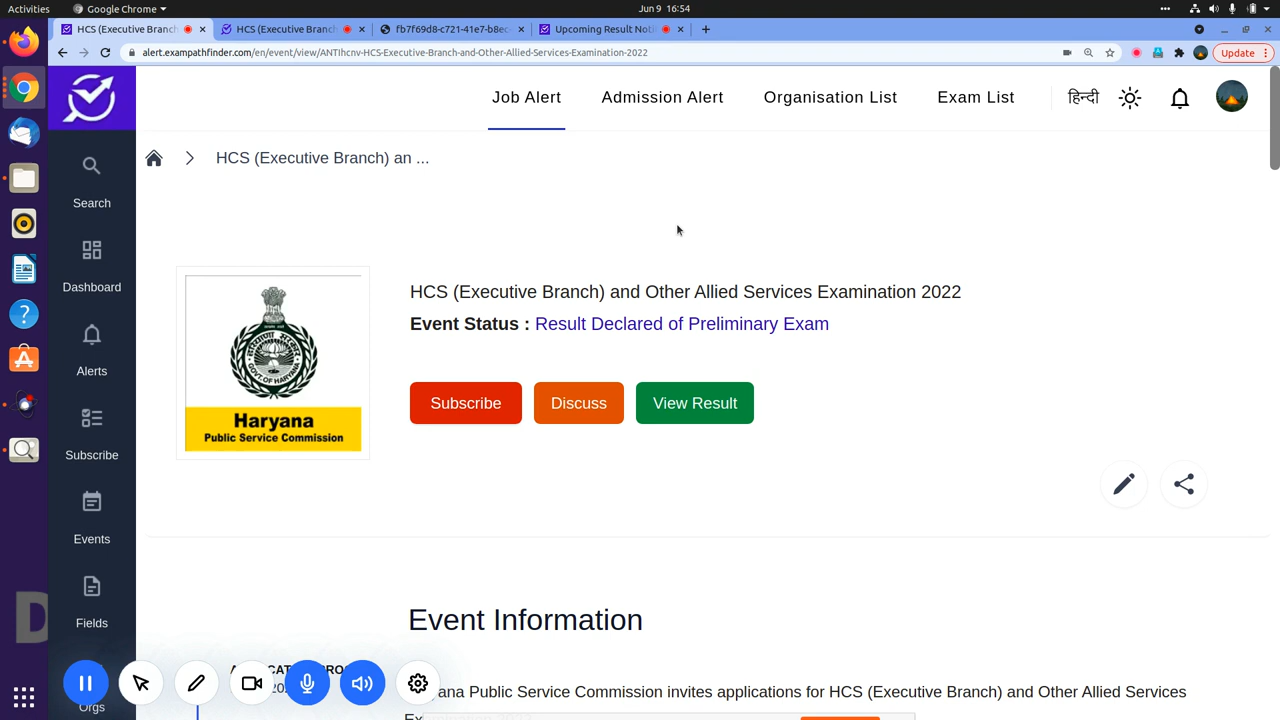 Activities
Google Chrome
Jun 9 16:54
HCS (Executive Branch)
HCS (Executive Branch)
fb7f69d8-c721-41e7-b8ec
Upcoming Result Noti
alert.exampathfinder.com/en/event/view/ANTIhcnv-HCS-Executive-Branch-and-Other-Allied-Services-Examination-2022
Update
Job Alert
Admission Alert
Organisation List
Exam List
हिन्दी
HCS (Executive Branch) an ...
Search
Dashboard
Alerts
Subscribe
Events
Fields
Orgs
GOVT. OF HARYANA
Haryana
Public Service Commission
HCS (Executive Branch) and Other Allied Services Examination 2022
Event Status : Result Declared of Preliminary Exam
Subscribe
Discuss
View Result
Event Information
ana Public Service Commission invites applications for HCS (Executive Branch) and Other Allied Services